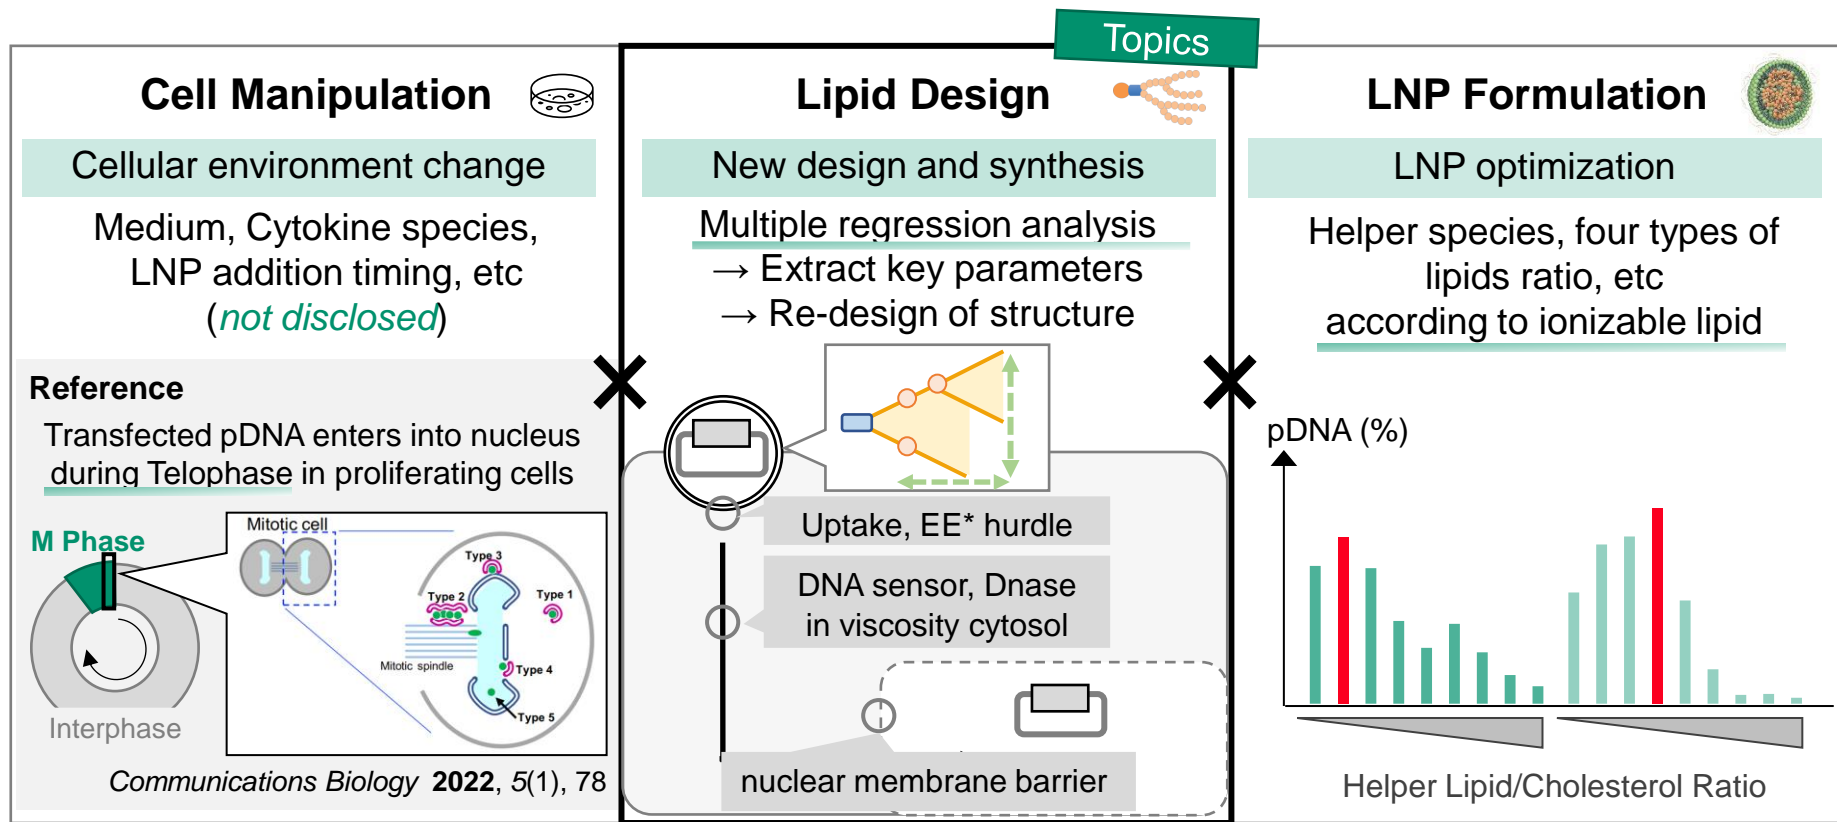 Topics
Cell Manipulation
Cellular environment change
Medium, Cytokine species,
LNP addition timing, etc
(not disclosed)
Reference
Transfected pDNA enters into nucleus
during Telophase in proliferating cells
M Phase
Interphase
Mitotic cell
Type 3
Type 2
Type 1
Mitotic spindle
Type 4
Type 5
Communications Biology 2022, 5(1), 78
Lipid Design
New design and synthesis
Multiple regression analysis
→ Extract key parameters
→ Re-design of structure
Uptake, EE* hurdle
DNA sensor, Dnase
in viscosity cytosol
nuclear membrane barrier
LNP Formulation
LNP optimization
Helper species, four types of
lipids ratio, etc
according to ionizable lipid
pDNA (%)
Helper Lipid/Cholesterol Ratio